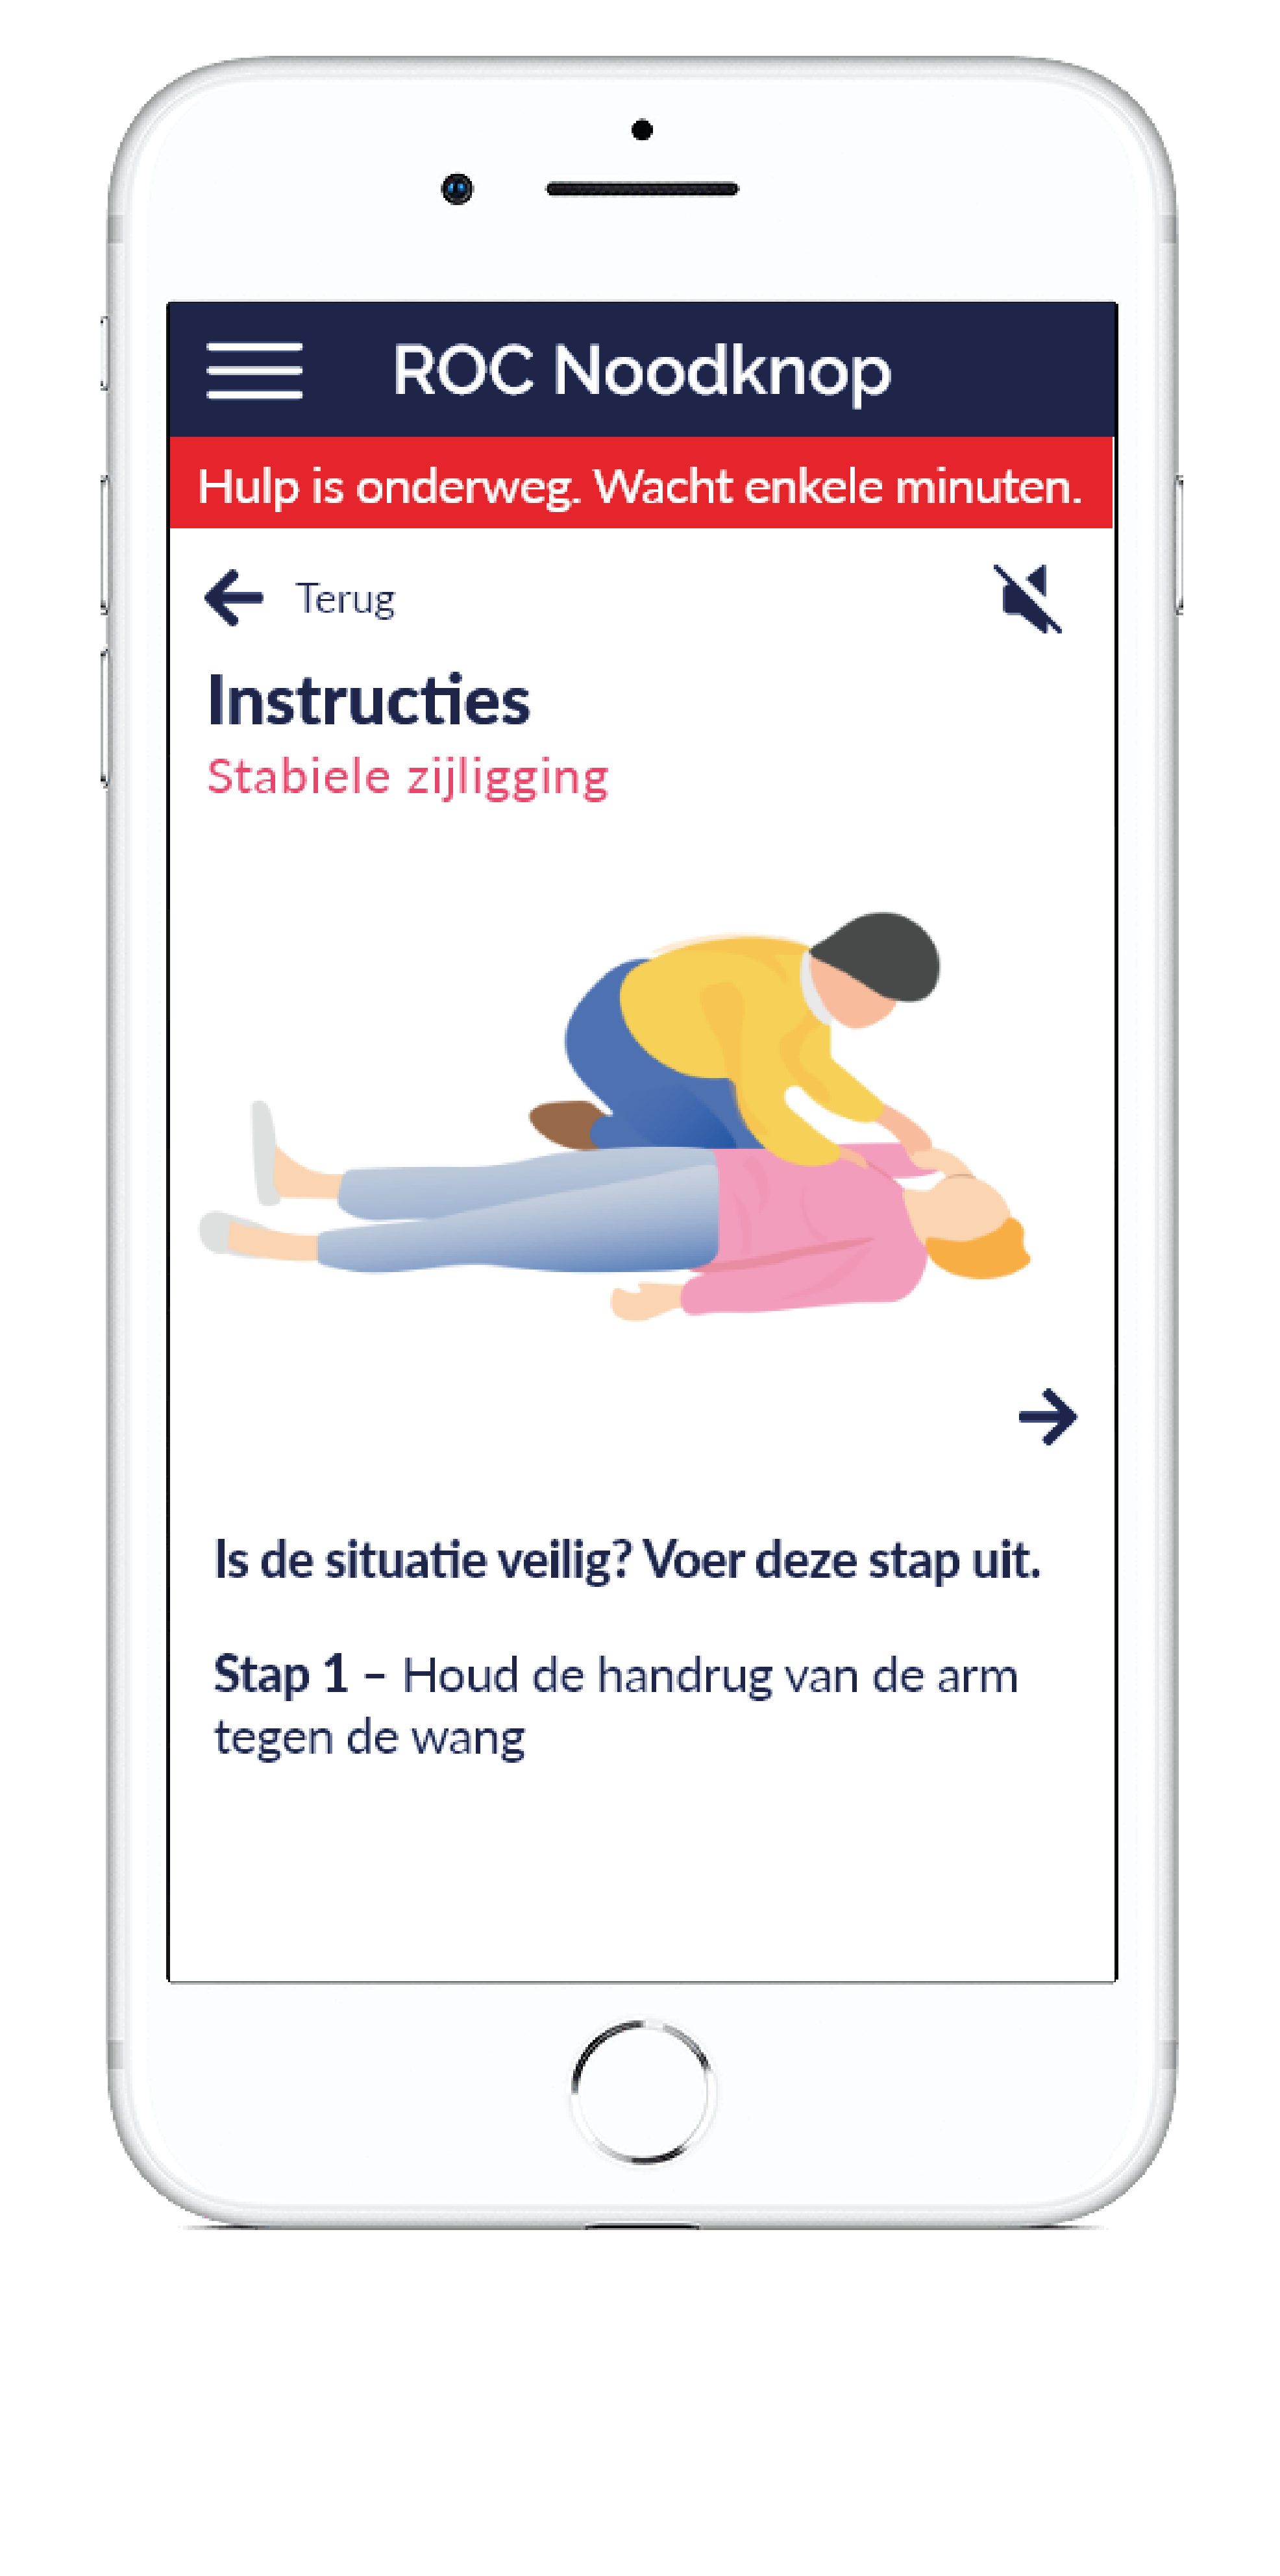 ROC Noodknop
Hulp is onderweg. Wacht enkele minuten.
Terug
Instructies
Stabiele zijligging
Is de situatie veilig? Voer deze stap uit.
Stap 1 – Houd de handrug van de arm
tegen de wang